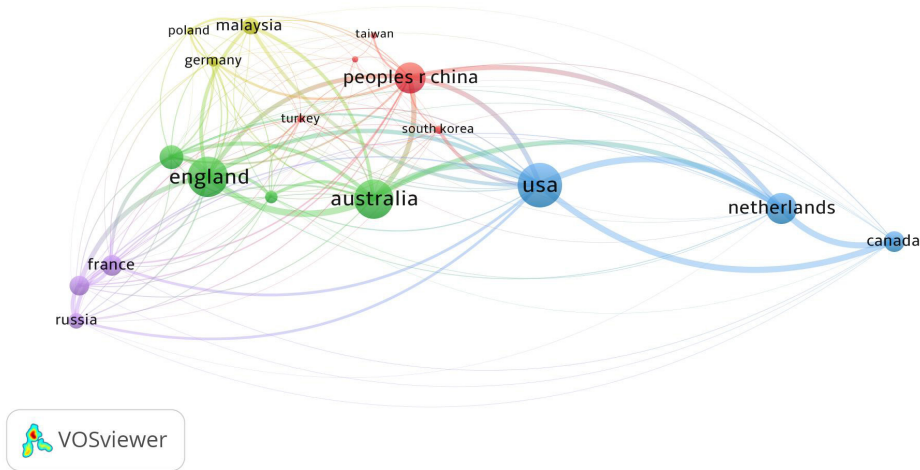 poland
malaysia
taiwan
germany
peoples r china
turkey
south korea
england
australia
usa
netherlands
canada
france
russia
VOSviewer